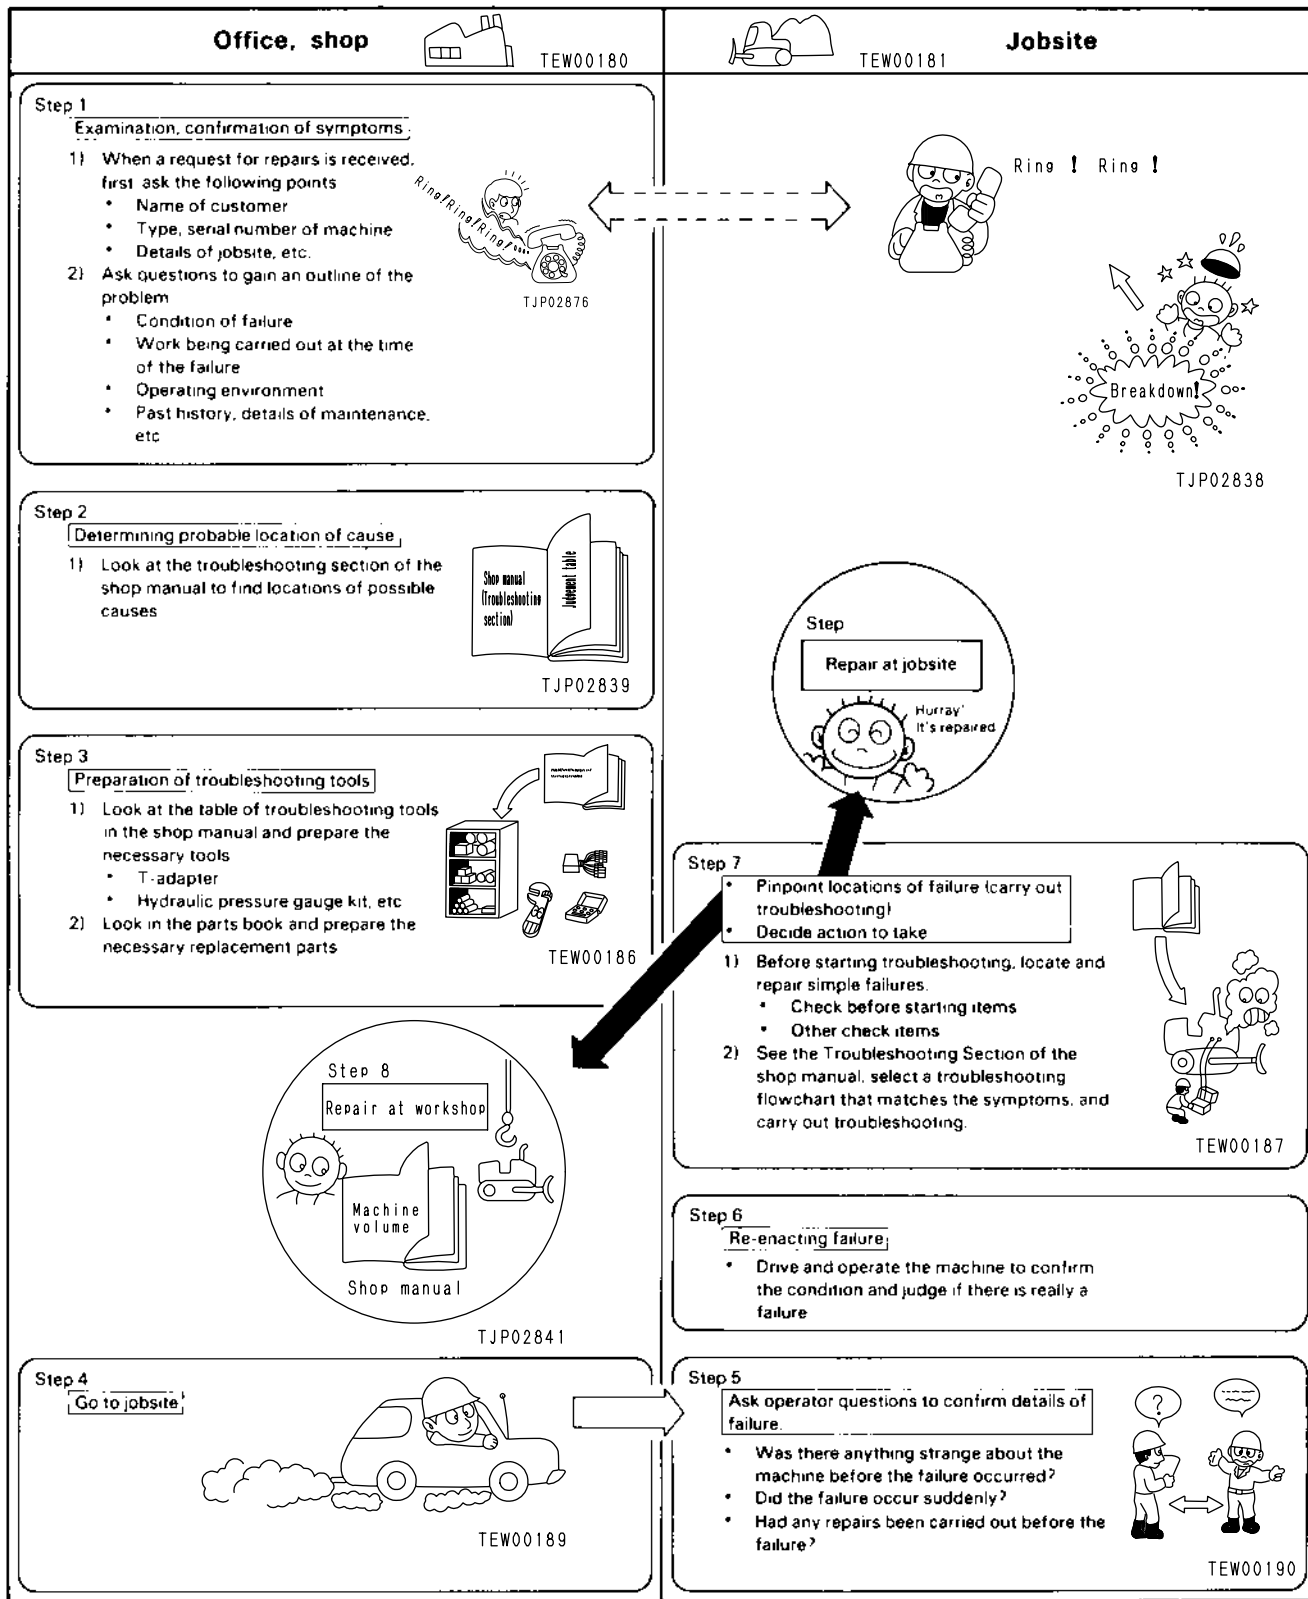 Office, shop
TEW00180
TEW00181
Jobsite
Step 1
Examination, confirmation of symptoms
1) When a request for repairs is received,
first ask the following points
• Name of customer
• Type, serial number of machine
• Details of jobsite, etc.
2) Ask questions to gain an outline of the
problem
• Condition of failure
• Work being carried out at the time
of the failure
• Operating environment
• Past history, details of maintenance,
etc
Ring! Ring! Ring! ....
TJP02876
Ring ! Ring !
Breakdown!
TJP02838
Step 2
Determining probable location of cause
1) Look at the troubleshooting section of the
shop manual to find locations of possible
causes
Shop manual
(Troubleshooting
section)
Judgement table
TJP02839
Step
Repair at jobsite
Hurray!
It's repaired
Step 3
Preparation of troubleshooting tools
1) Look at the table of troubleshooting tools
in the shop manual and prepare the
necessary tools
• T-adapter
• Hydraulic pressure gauge kit, etc
2) Look in the parts book and prepare the
necessary replacement parts
TEW00186
Step 7
• Pinpoint locations of failure (carry out
troubleshooting)
• Decide action to take
1) Before starting troubleshooting, locate and
repair simple failures.
• Check before starting items
• Other check items
2) See the Troubleshooting Section of the
shop manual, select a troubleshooting
flowchart that matches the symptoms, and
carry out troubleshooting.
TEW00187
Step 8
Repair at workshop
Machine
volume
Shop manual
TJP02841
Step 6
Re-enacting failure
• Drive and operate the machine to confirm
the condition and judge if there is really a
failure
Step 4
Go to jobsite
TEW00189
Step 5
Ask operator questions to confirm details of
failure.
• Was there anything strange about the
machine before the failure occurred?
• Did the failure occur suddenly?
• Had any repairs been carried out before the
failure?
?
TEW00190